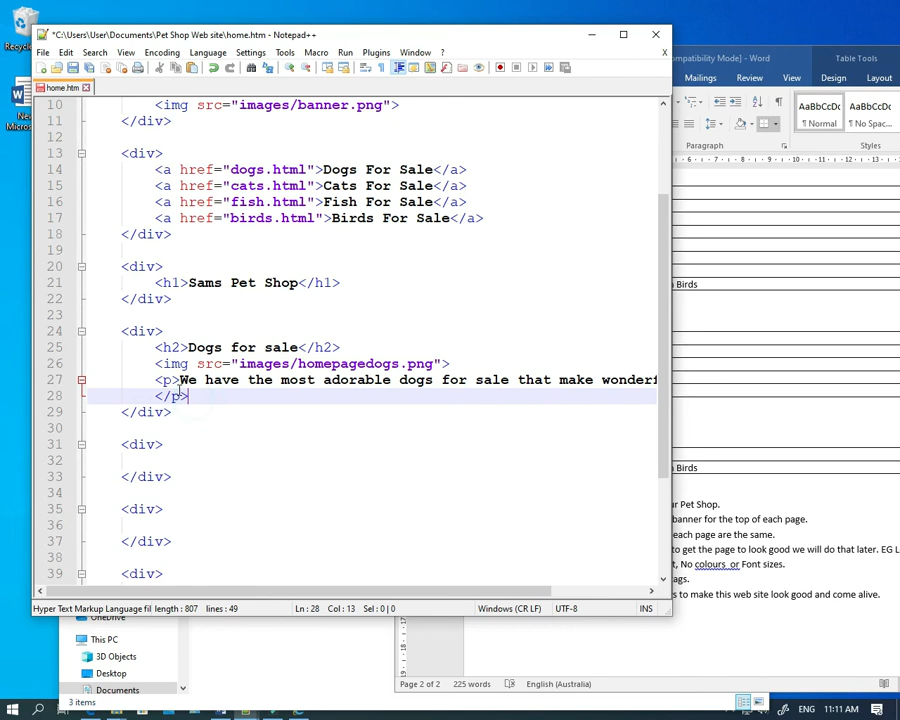 *C:\Users\User\Documents\Pet Shop Web site\home.htm - Notepad++
File Edit Search View Encoding Language Settings Tools Macro Run Plugins Window ? X
home.htm
10 <img src="images/banner.png">
11 </div>
12
13 <div>
14 <a href="dogs.html">Dogs For Sale</a>
15 <a href="cats.html">Cats For Sale</a>
16 <a href="fish.html">Fish For Sale</a>
17 <a href="birds.html">Birds For Sale</a>
18 </div>
19
20 <div>
21 <h1>Sams Pet Shop</h1>
22 </div>
23
24 <div>
25 <h2>Dogs for sale</h2>
26 <img src="images/homepagedogs.png">
27 <p>We have the most adorable dogs for sale that make wonderf
28 </p>
29 </div>
30
31 <div>
32
33 </div>
34
35 <div>
36
37 </div>
38
39 <div>
Hyper Text Markup Language fil length : 807 lines : 49 Ln : 28 Col : 13 Sel : 0 | 0 Windows (CR LF) UTF-8 INS
ompatibility Mode] - Word Table Tools
Mailings Review View Design Layout
AaBbCcDc AaBbCcDc
¶ Normal ¶ No Spac...
Paragraph Styles
Birds
Birds
ur Pet Shop.
banner for the top of each page.
each page are the same.
to get the page to look good we will do that later. EG L
t, No colours or Font sizes.
tags.
s to make this web site look good and come alive.
Page 2 of 2 225 words English (Australia)
Recyc
Nec
Micros
OneDrive
This PC
3D Objects
Desktop
Documents
3 items
ENG 11:11 AM